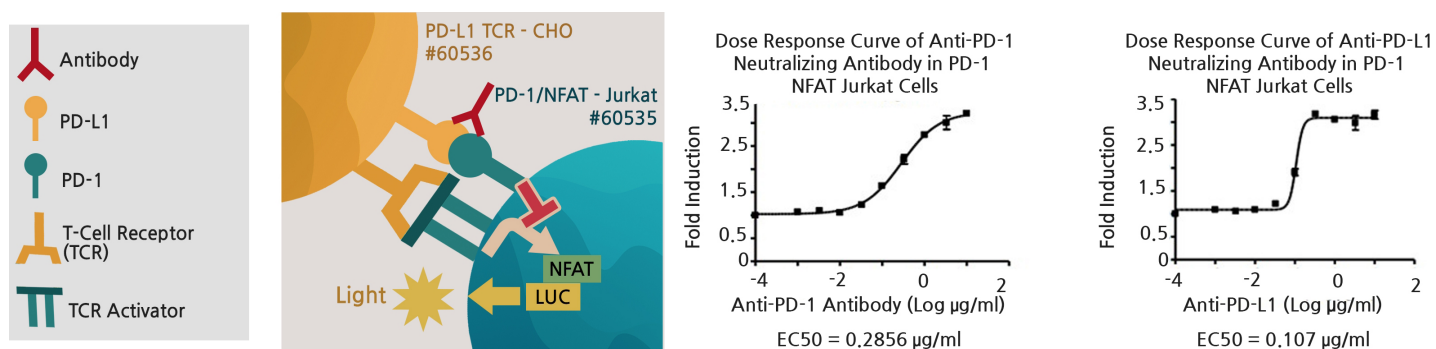 Antibody
PD-L1
PD-1
T-Cell Receptor
(TCR)
TCR Activator
PD-L1 TCR - CHO
#60536
PD-1/NFAT - Jurkat
#60535
NFAT
LUC
Light
Dose Response Curve of Anti-PD-1
Neutralizing Antibody in PD-1
NFAT Jurkat Cells
Fold Induction
3.5
2.5
1.5
0.5
0
-4
-2
0
2
Anti-PD-1 Antibody (Log µg/ml)
EC50 = 0.2856 µg/ml
Dose Response Curve of Anti-PD-L1
Neutralizing Antibody in PD-1
NFAT Jurkat Cells
Fold Induction
3.5
2.5
1.5
0.5
0
-4
-2
0
2
Anti-PD-L1 (Log µg/ml)
EC50 = 0.107 µg/ml